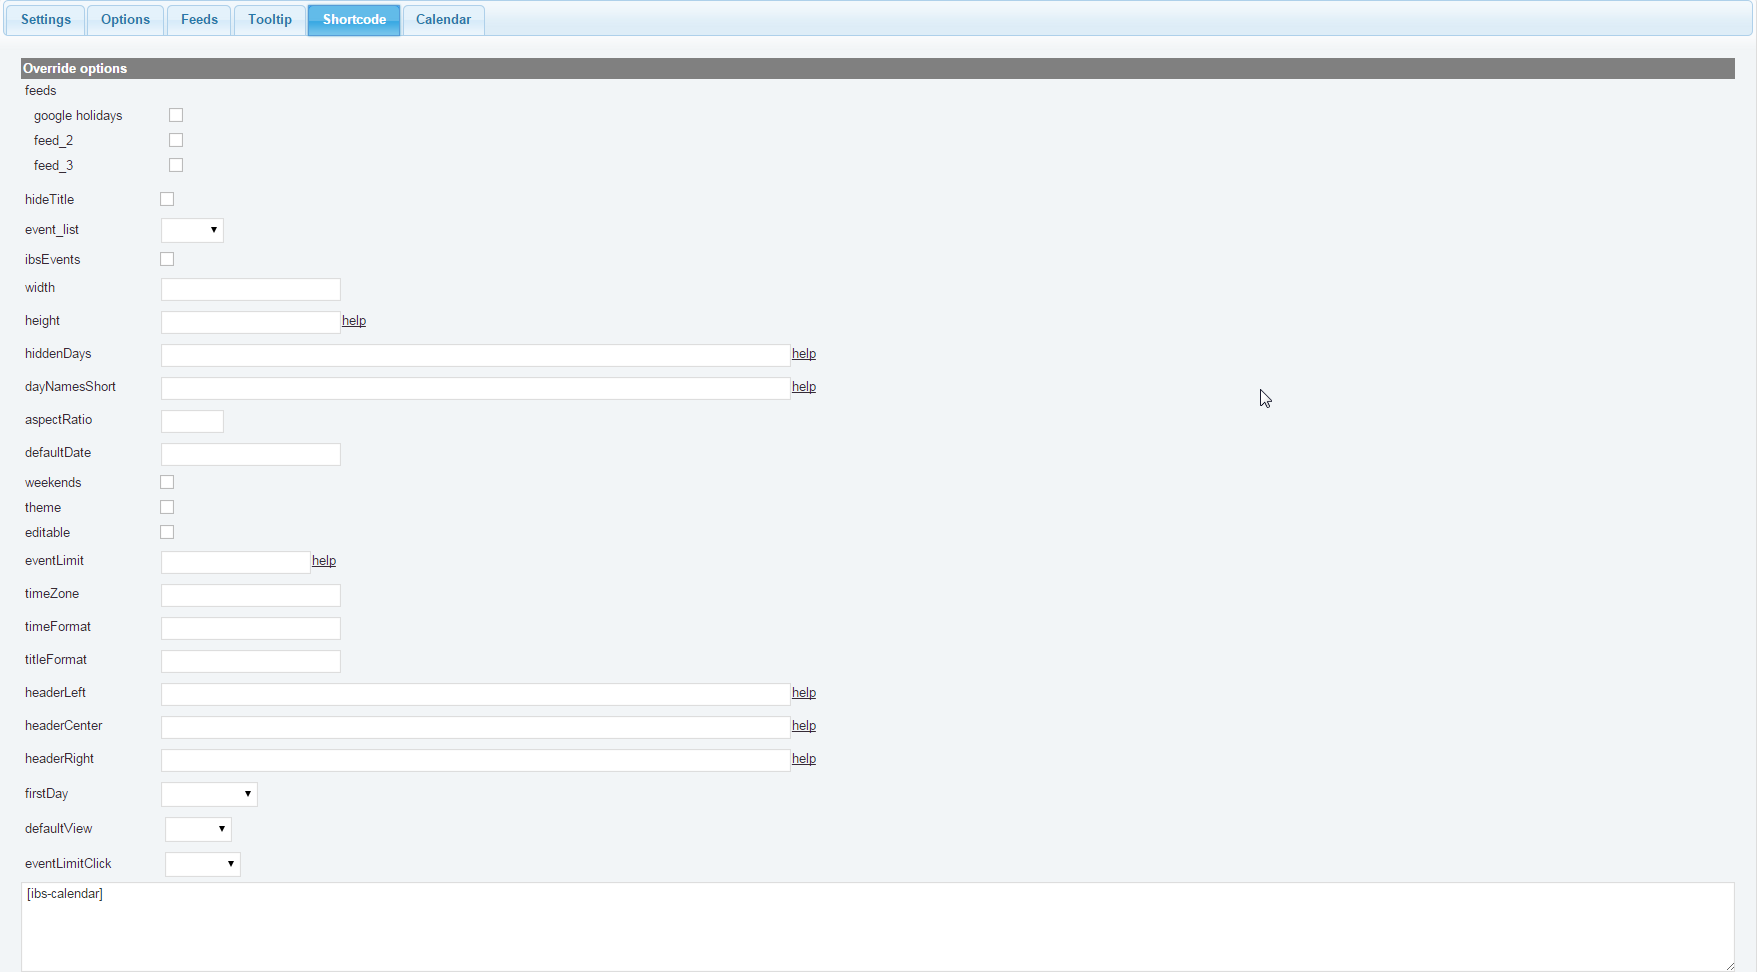 Settings Options Feeds Tooltip Shortcode Calendar
Override options
feeds
google holidays
feed_2
feed_3
hideTitle
event_list
ibsEvents
width
height help
hiddenDays help
dayNamesShort help
aspectRatio
defaultDate
weekends
theme
editable
eventLimit help
timeZone
timeFormat
titleFormat
headerLeft help
headerCenter help
headerRight help
firstDay
defaultView
eventLimitClick
[ibs-calendar]